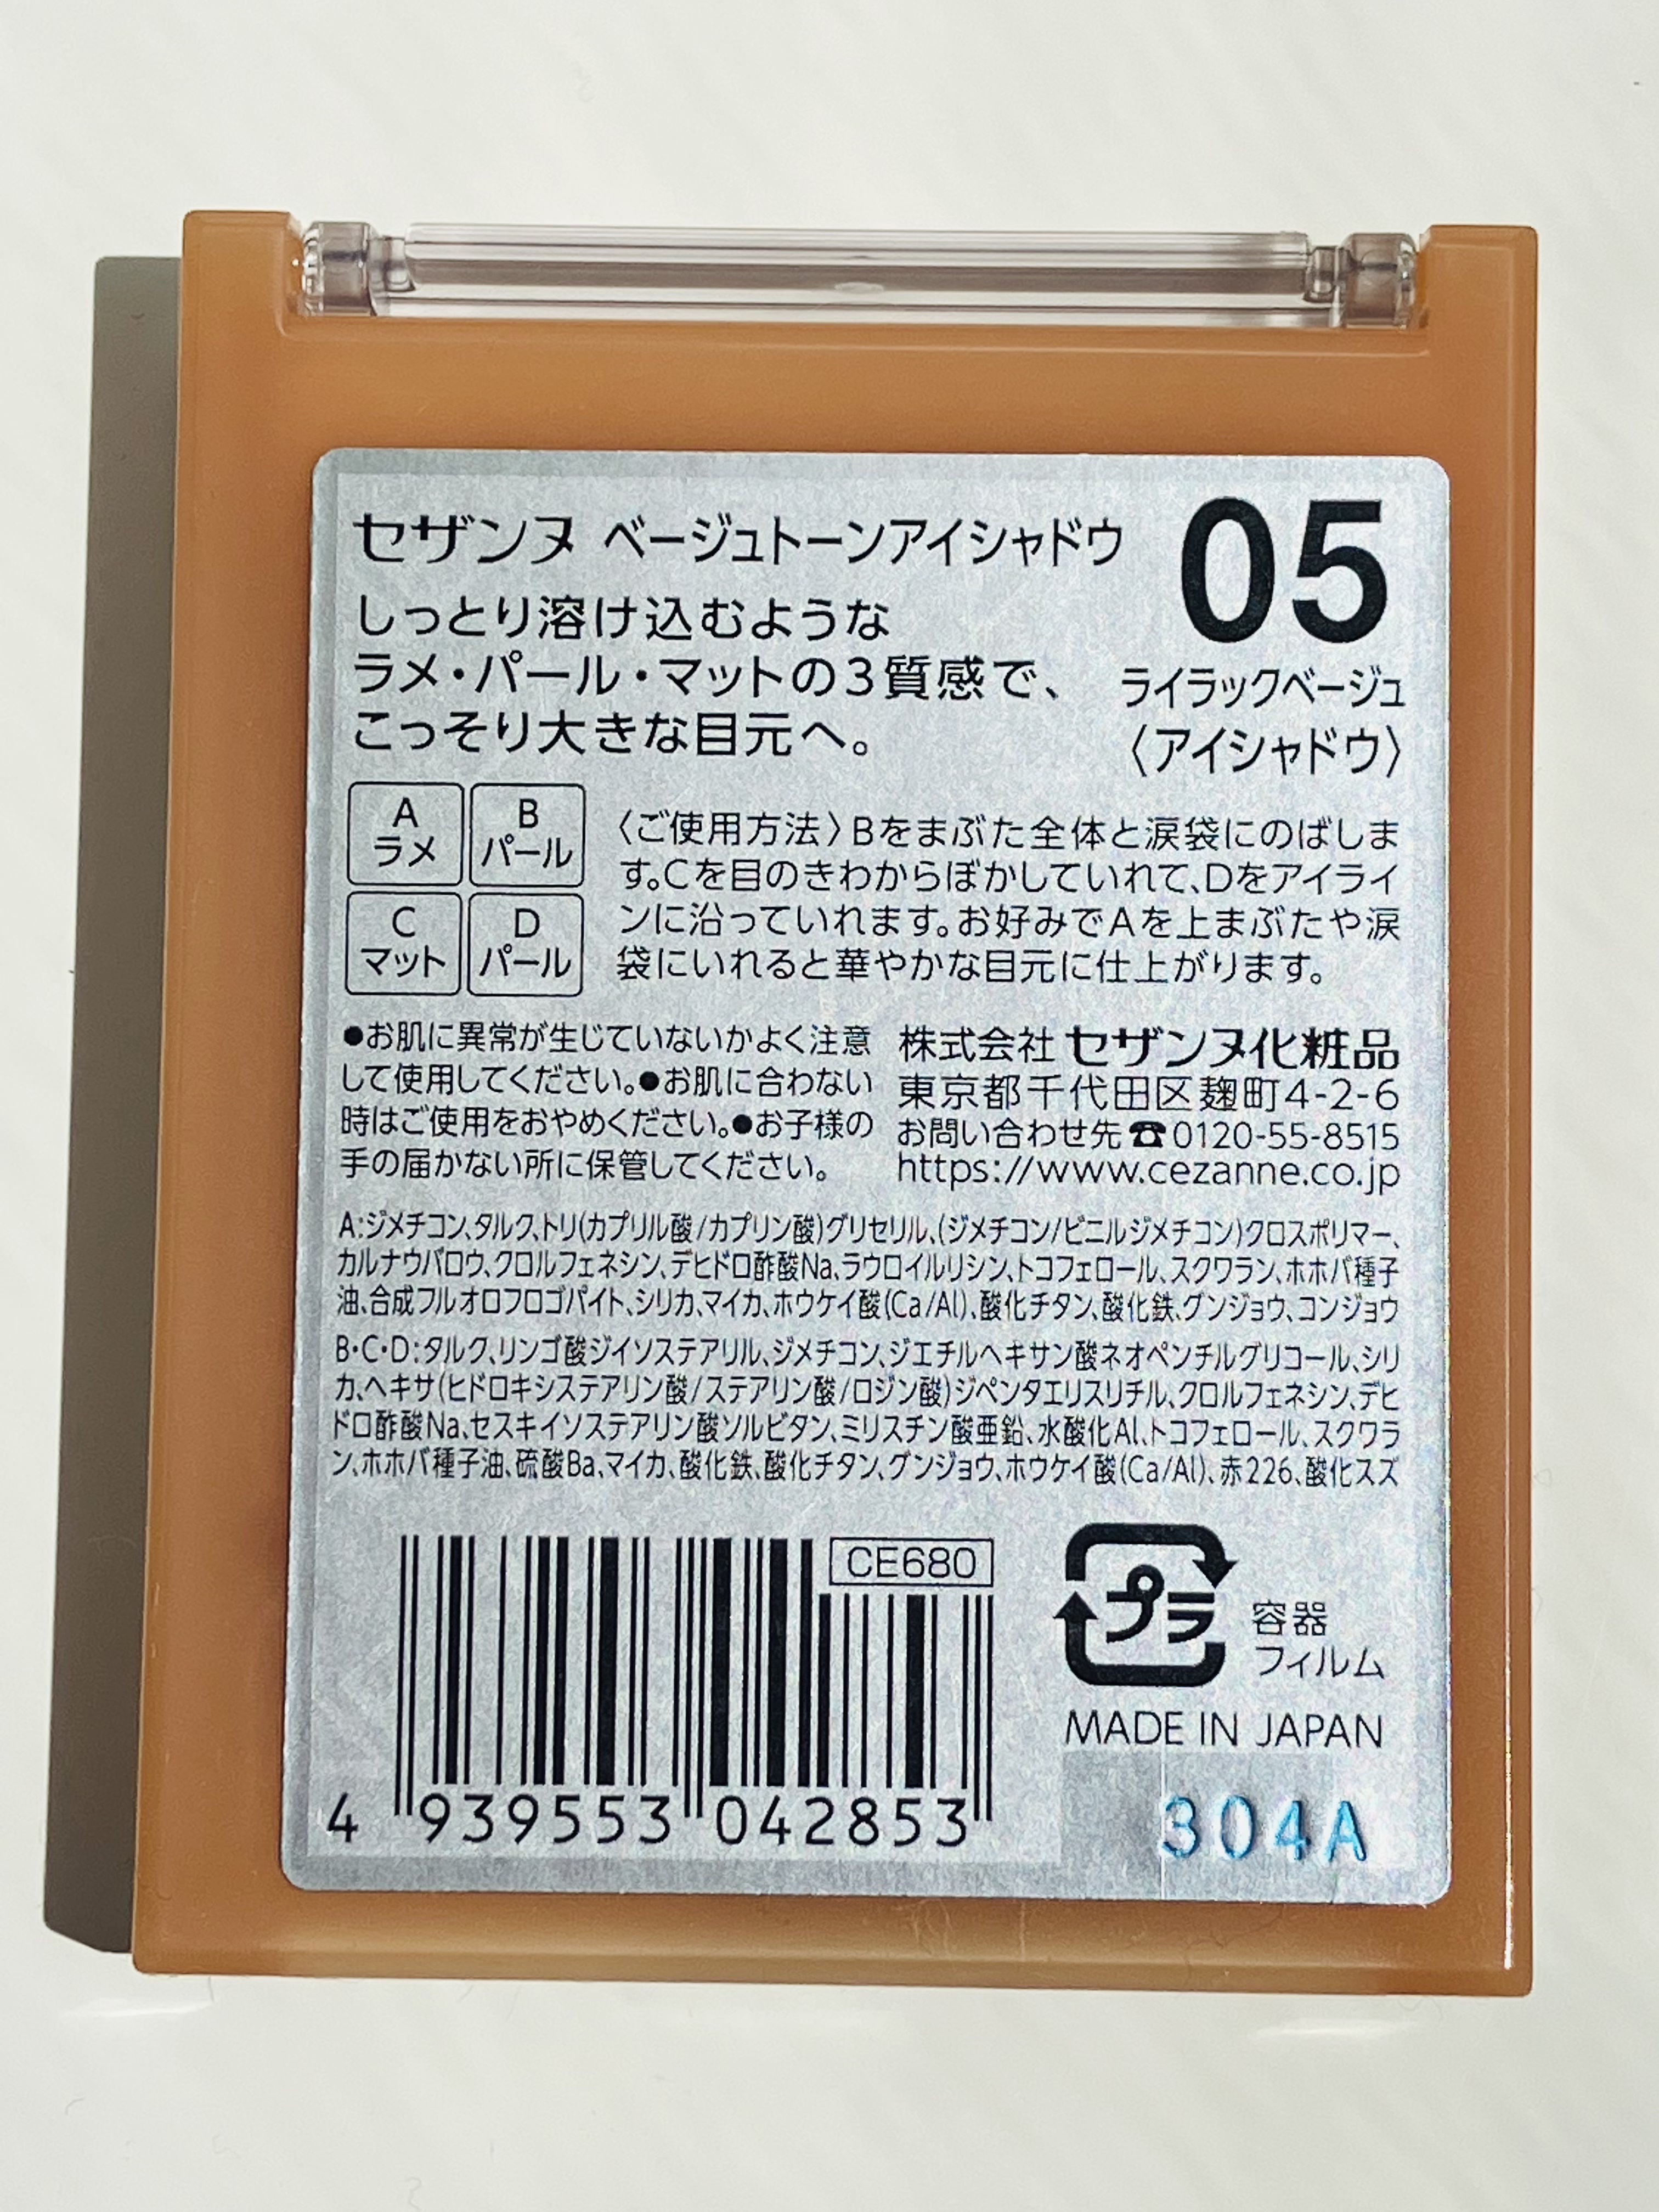 セザンヌ ベージュトーンアイシャドウ
05
ライラックベージュ
〈アイシャドウ〉
しっとり溶け込むような
ラメ・パール・マットの3質感で、
こっそり大きな目元へ。
A
ラメ
B
パール
C
マット
D
パール
〈ご使用方法〉Bをまぶた全体と涙袋にのばしま
す。Cを目のきわからぼかしていれて、Dをアイライ
ンに沿っていれます。お好みでAを上まぶたや涙
袋にいれると華やかな目元に仕上がります。
●お肌に異常が生じていないかよく注意
して使用してください。●お肌に合わない
時はご使用をおやめください。●お子様の
手の届かない所に保管してください。
株式会社 セザンヌ化粧品
東京都千代田区麹町4-2-6
お問い合わせ先☎0120-55-8515
https://www.cezanne.co.jp
A:ジメチコン、タルク、トリ(カプリル酸/カプリン酸)グリセリル、(ジメチコン/ビニルジメチコン)クロスポリマー、
カルナウバロウ、クロルフェネシン、デヒドロ酢酸Na、ラウロイルリシン、トコフェロール、スクワラン、ホホバ種子
油、合成フルオロフロゴパイト、シリカ、マイカ、ホウケイ酸(Ca/Al)、酸化チタン、酸化鉄、グンジョウ、コンジョウ
B・C・D:タルク、リンゴ酸ジイソステアリル、ジメチコン、ジエチルヘキサン酸ネオペンチルグリコール、シリ
カ、ヘキサ(ヒドロキシステアリン酸/ステアリン酸/ロジン酸)ジペンタエリスリチル、クロルフェネシン、デヒ
ドロ酢酸Na、セスキイソステアリン酸ソルビタン、ミリスチン酸亜鉛、水酸化Al、トコフェロール、スクワラ
ン、ホホバ種子油、硫酸Ba、マイカ、酸化鉄、酸化チタン、グンジョウ、ホウケイ酸(Ca/Al)、赤226、酸化スズ
CE680
4 939553 042853
プラ
容器
フィルム
MADE IN JAPAN
304A